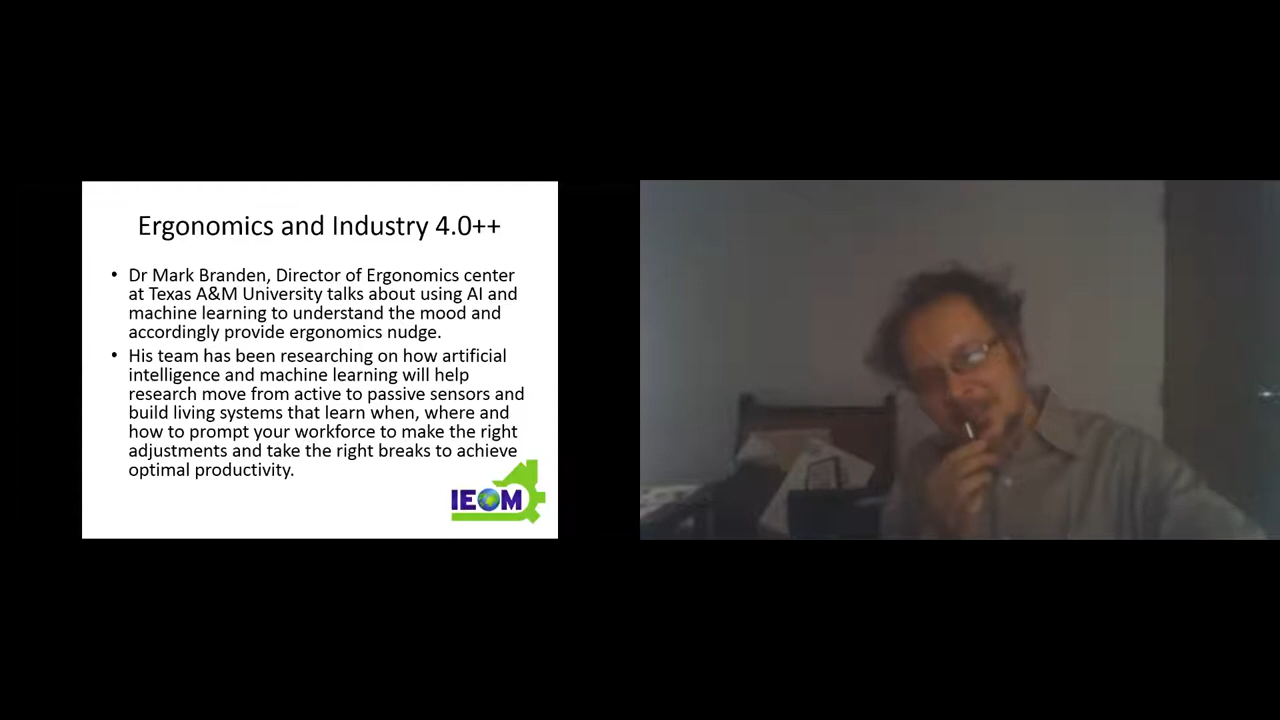 Ergonomics and Industry 4.0++
• Dr Mark Branden, Director of Ergonomics center
at Texas A&M University talks about using AI and
machine learning to understand the mood and
accordingly provide ergonomics nudge.
• His team has been researching on how artificial
intelligence and machine learning will help
research move from active to passive sensors and
build living systems that learn when, where and
how to prompt your workforce to make the right
adjustments and take the right breaks to achieve
optimal productivity.
IEOM